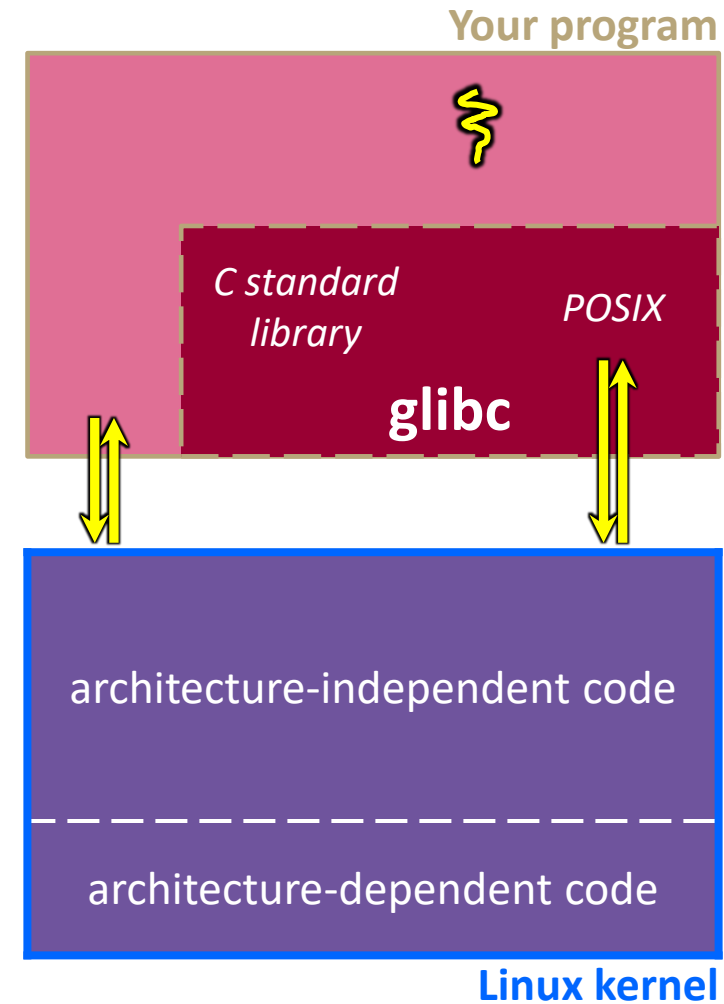 Your program
C standard
library
POSIX
glibc
architecture-independent code
architecture-dependent code
Linux kernel